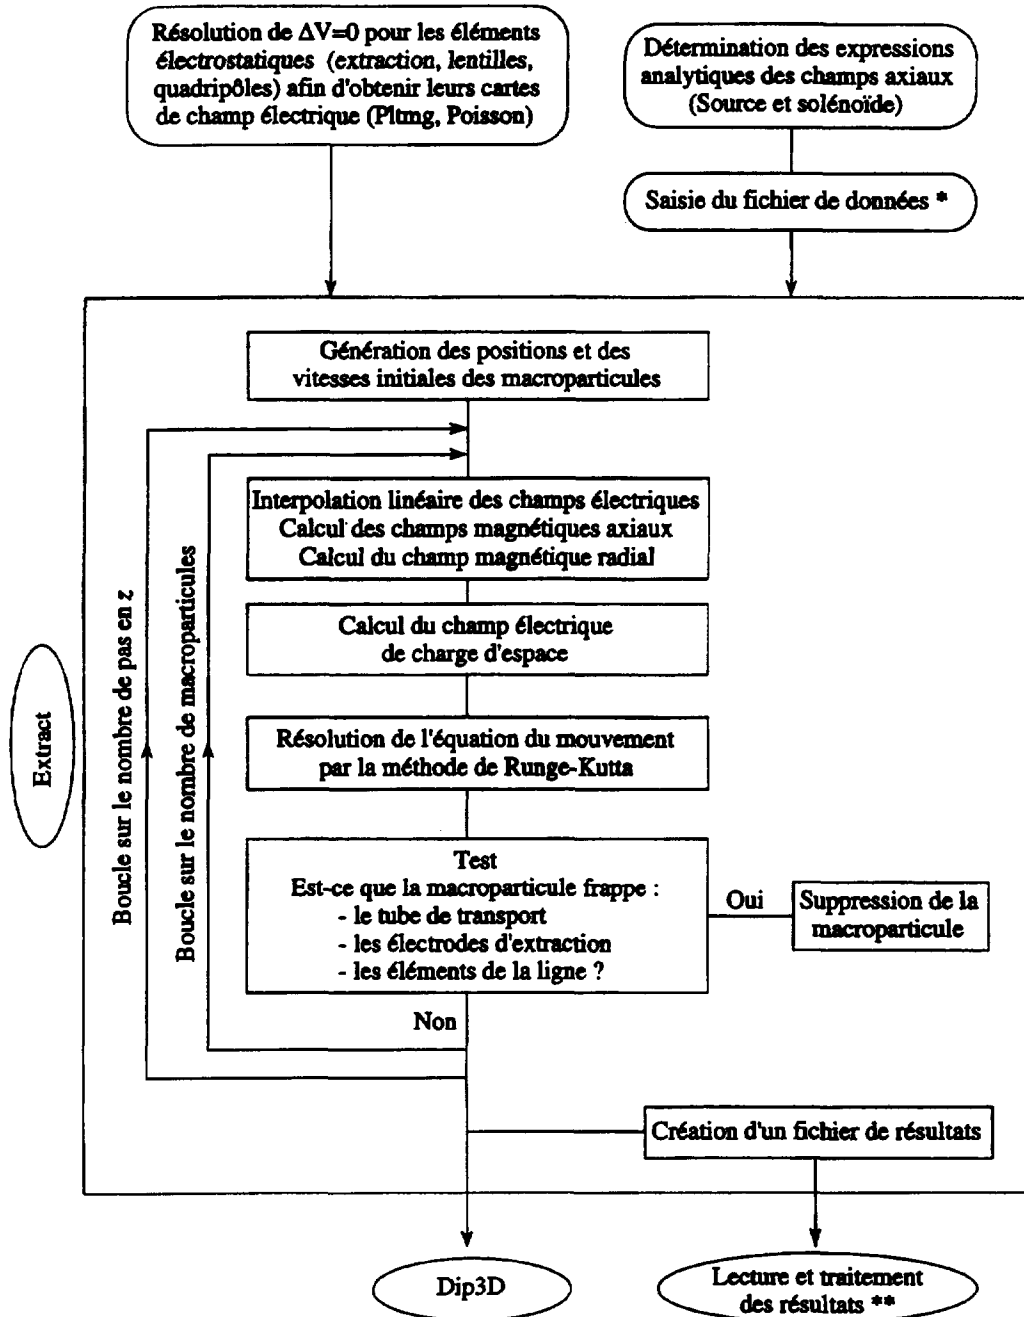 Résolution de ΔV=0 pour les éléments
électrostatiques (extraction, lentilles,
quadripôles) afin d'obtenir leurs cartes
de champ électrique (Pltmg, Poisson)
Détermination des expressions
analytiques des champs axiaux
(Source et solénoïde)
Saisie du fichier de données *
Génération des positions et des
vitesses initiales des macroparticules
Interpolation linéaire des champs électriques
Calcul des champs magnétiques axiaux
Calcul du champ magnétique radial
Calcul du champ électrique
de charge d'espace
Résolution de l'équation du mouvement
par la méthode de Runge-Kutta
Test
Est-ce que la macroparticule frappe :
- le tube de transport
- les électrodes d'extraction
- les éléments de la ligne ?
Oui
Suppression de la
macroparticule
Non
Extract
Boucle sur le nombre de pas en z
Boucle sur le nombre de macroparticules
Création d'un fichier de résultats
Dip3D
Lecture et traitement
des résultats **